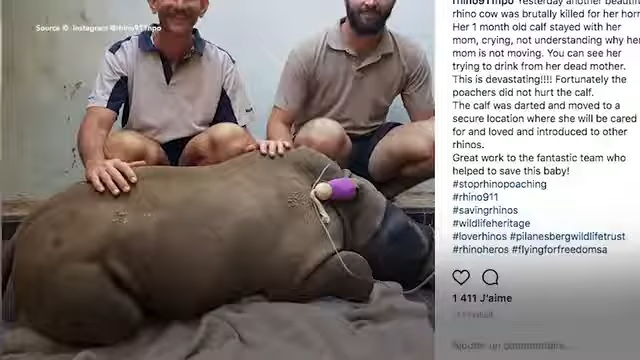 Source © Instagram @rhino911npo
rhino911npo Yesterday another beautiful
rhino cow was brutally killed for her horn
Her 1 month old calf stayed with her
mom, crying, not understanding why her
mom is not moving. You can see her
trying to drink from her dead mother.
This is devastating!!!! Fortunately the
poachers did not hurt the calf.
The calf was darted and moved to a
secure location where she will be cared
for and loved and introduced to other
rhinos.
Great work to the fantastic team who
helped to save this baby!
#stoprhinopoaching
#rhino911
#savingrhinos
#wildlifeheritage
#loverhinos #pilanesbergwildlifetrust
#rhinoheros #flyingforfreedomsa
1 411 J'aime
Ajouter un commentaire...